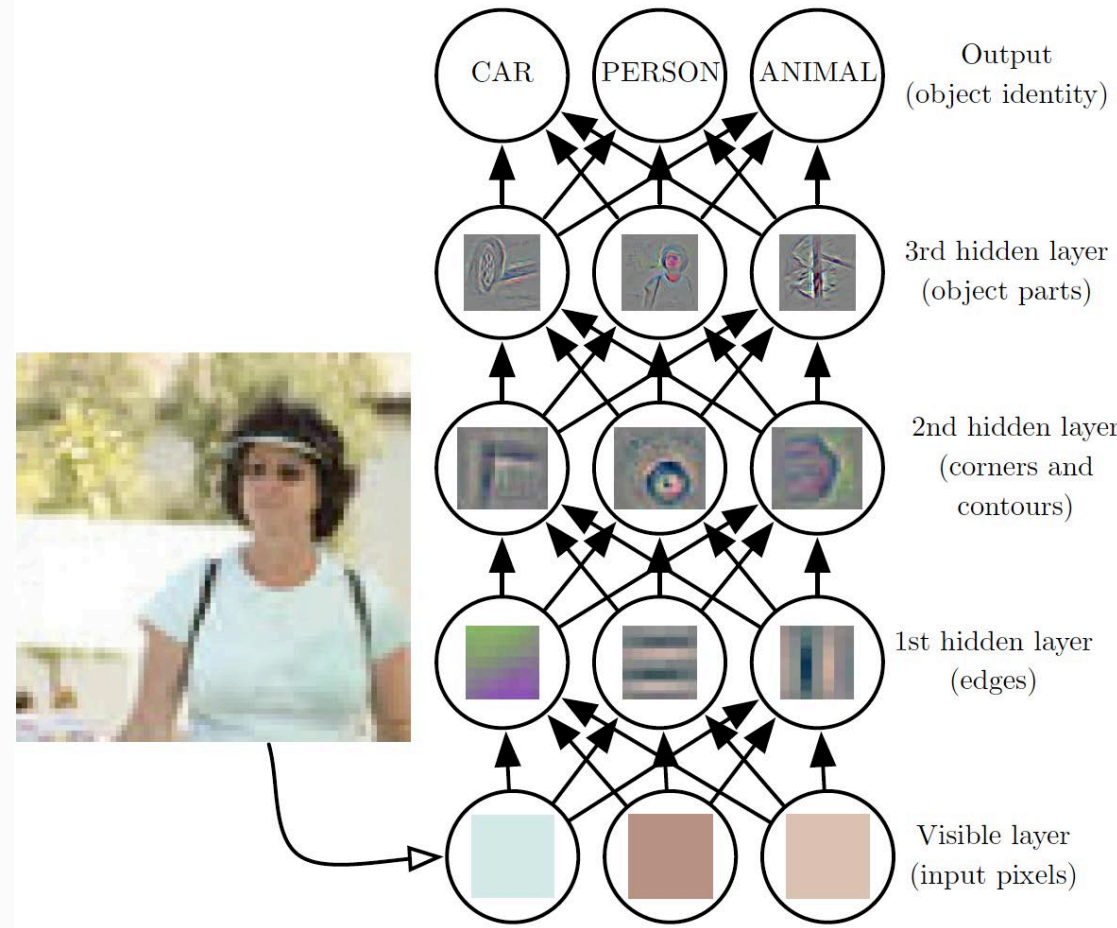 CAR PERSON ANIMAL
Output
(object identity)
3rd hidden layer
(object parts)
2nd hidden layer
(corners and
contours)
1st hidden layer
(edges)
Visible layer
(input pixels)